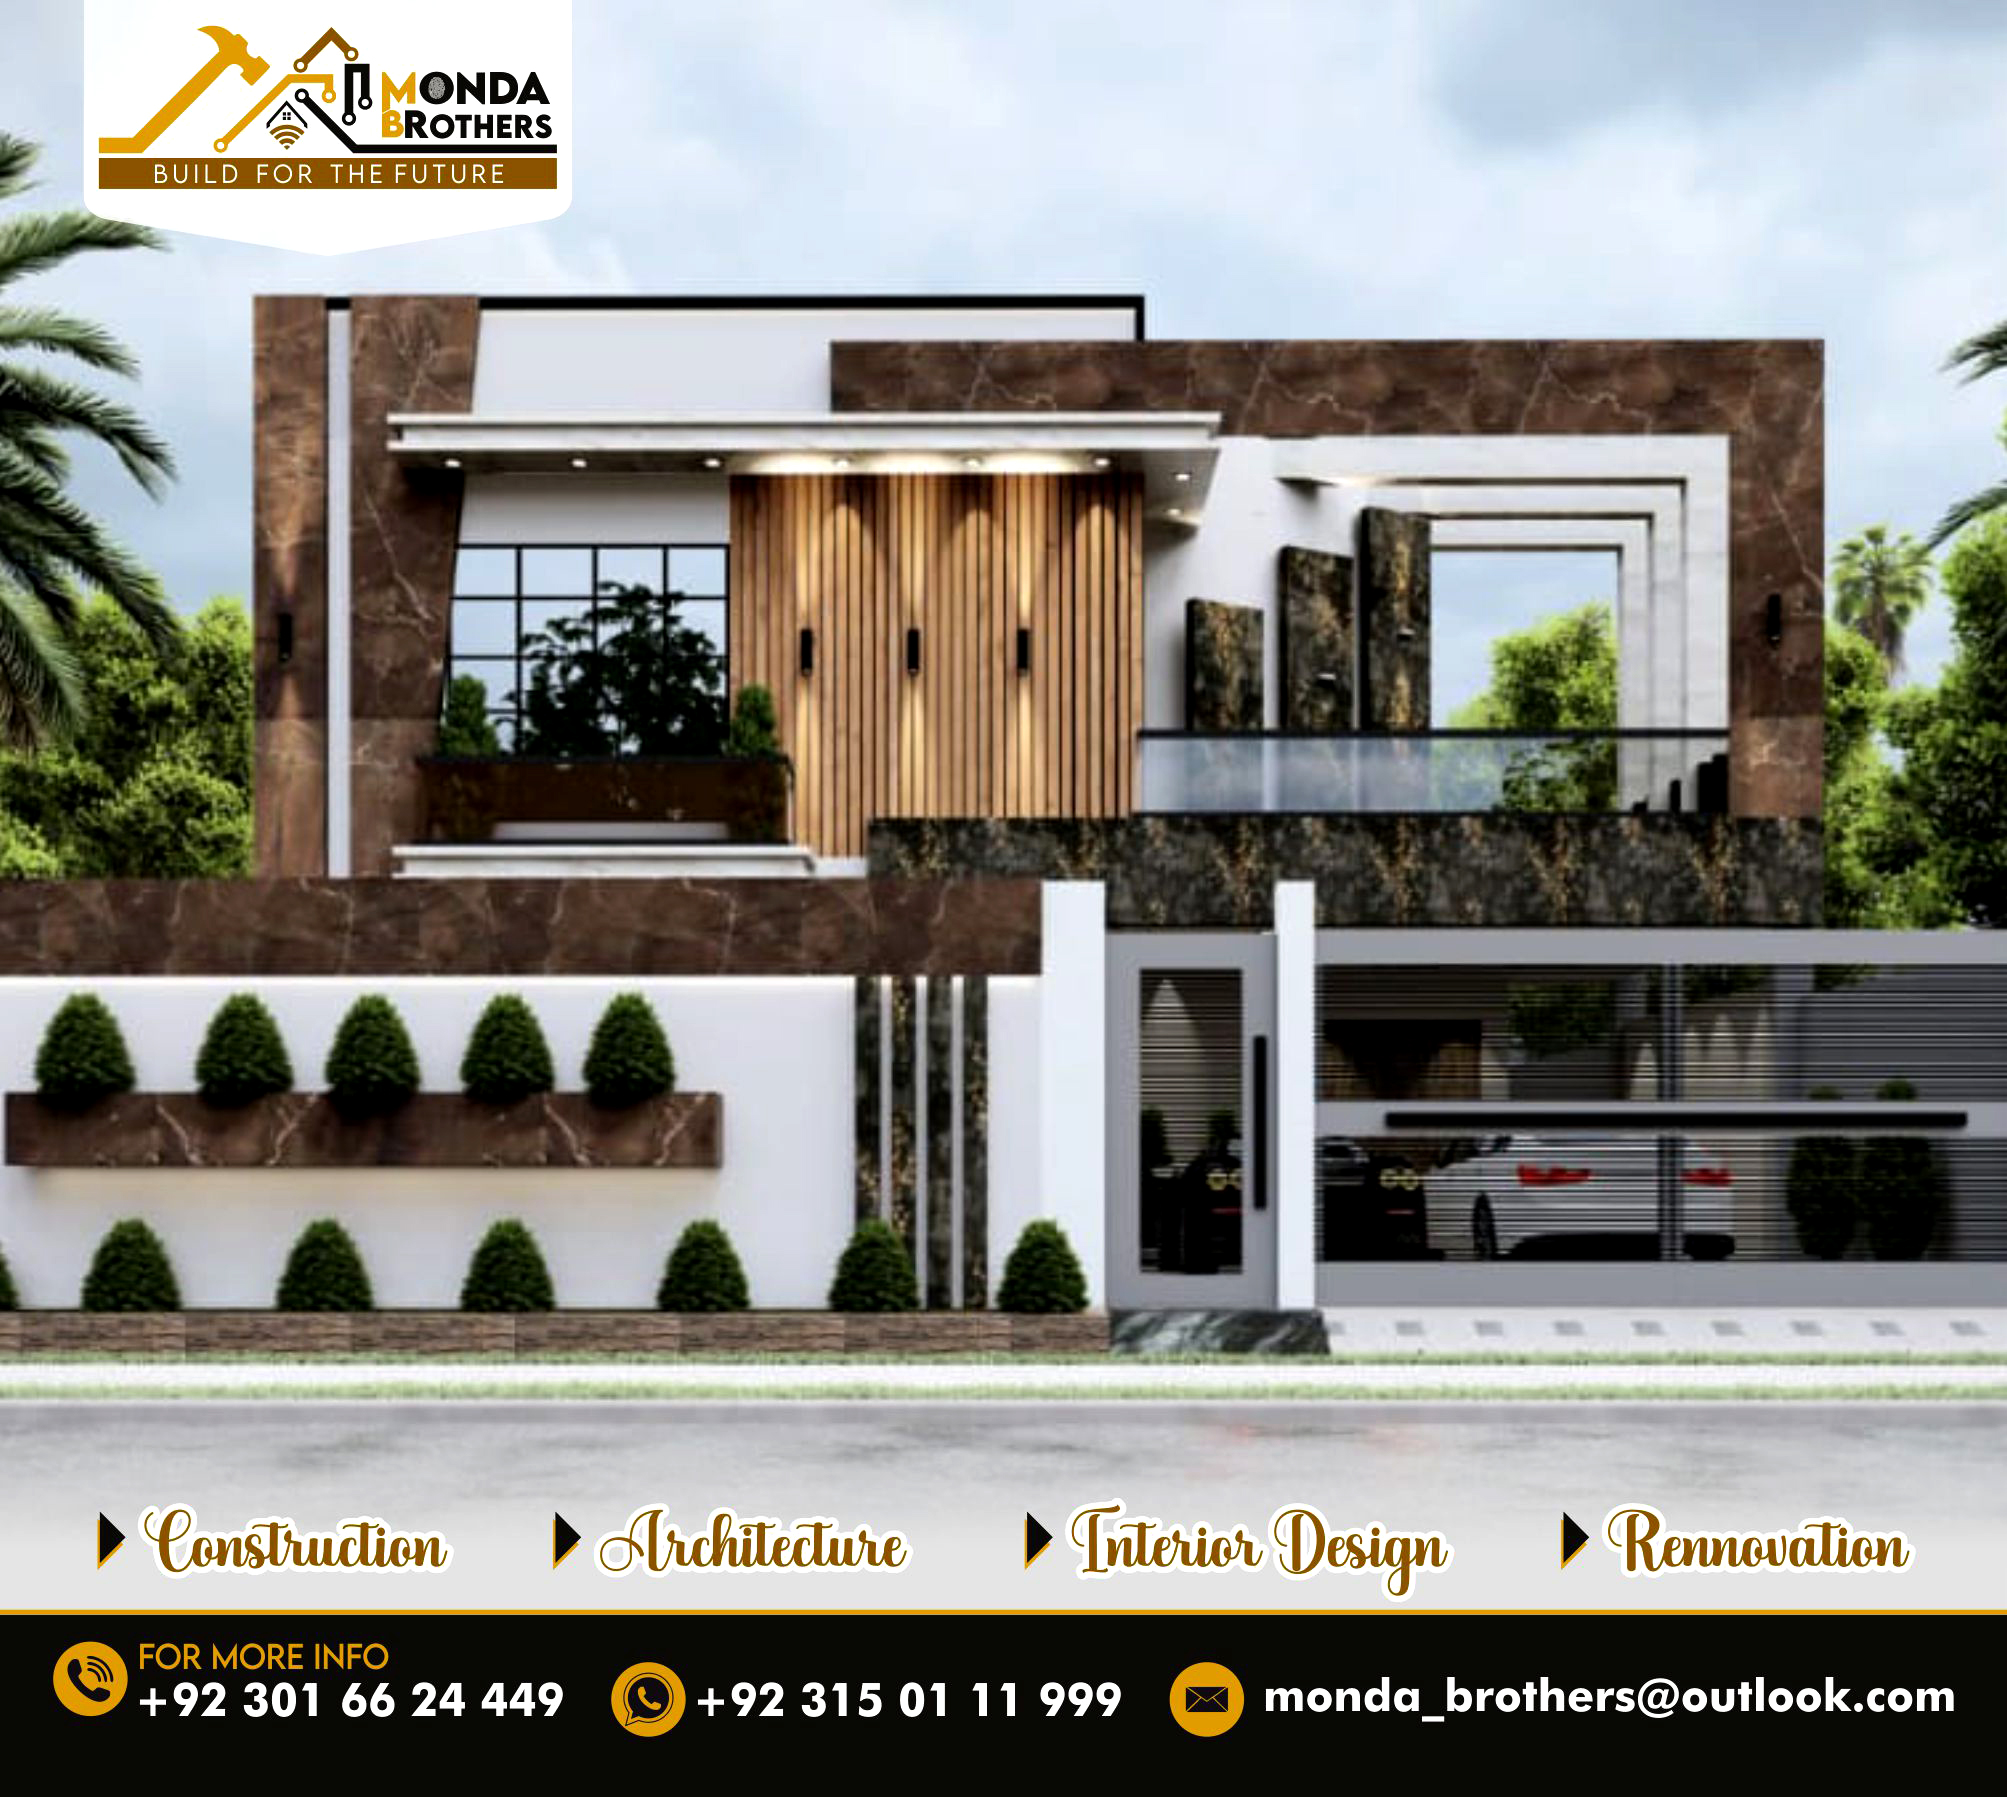 MONDA
BROTHERS
BUILD FOR THE FUTURE
Construction
Architecture
Interior Design
Rennovation
FOR MORE INFO
+92 301 66 24 449
+92 315 01 11 999
monda_brothers@outlook.com